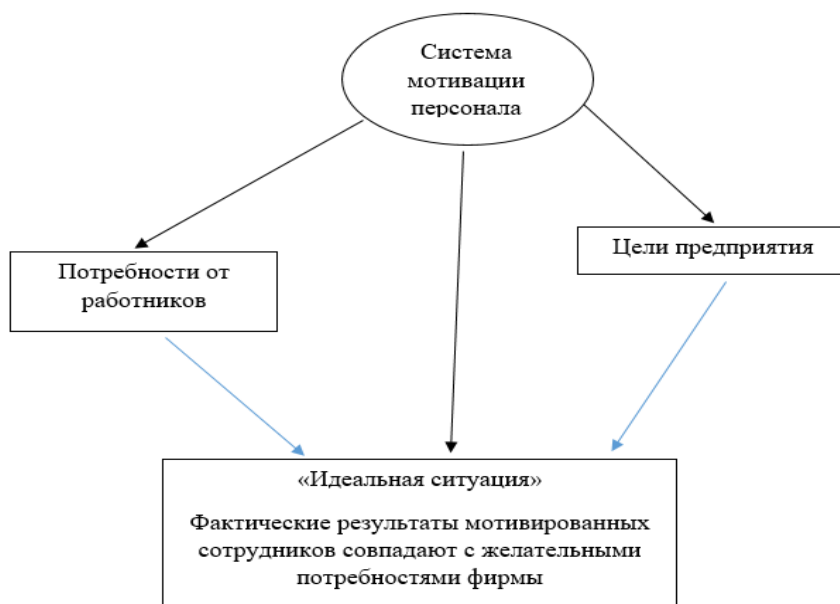 Система
мотивации
персонала
Потребности от
работников
Цели предприятия
«Идеальная ситуация»
Фактические результаты мотивированных
сотрудников совпадают с желательными
потребностями фирмы